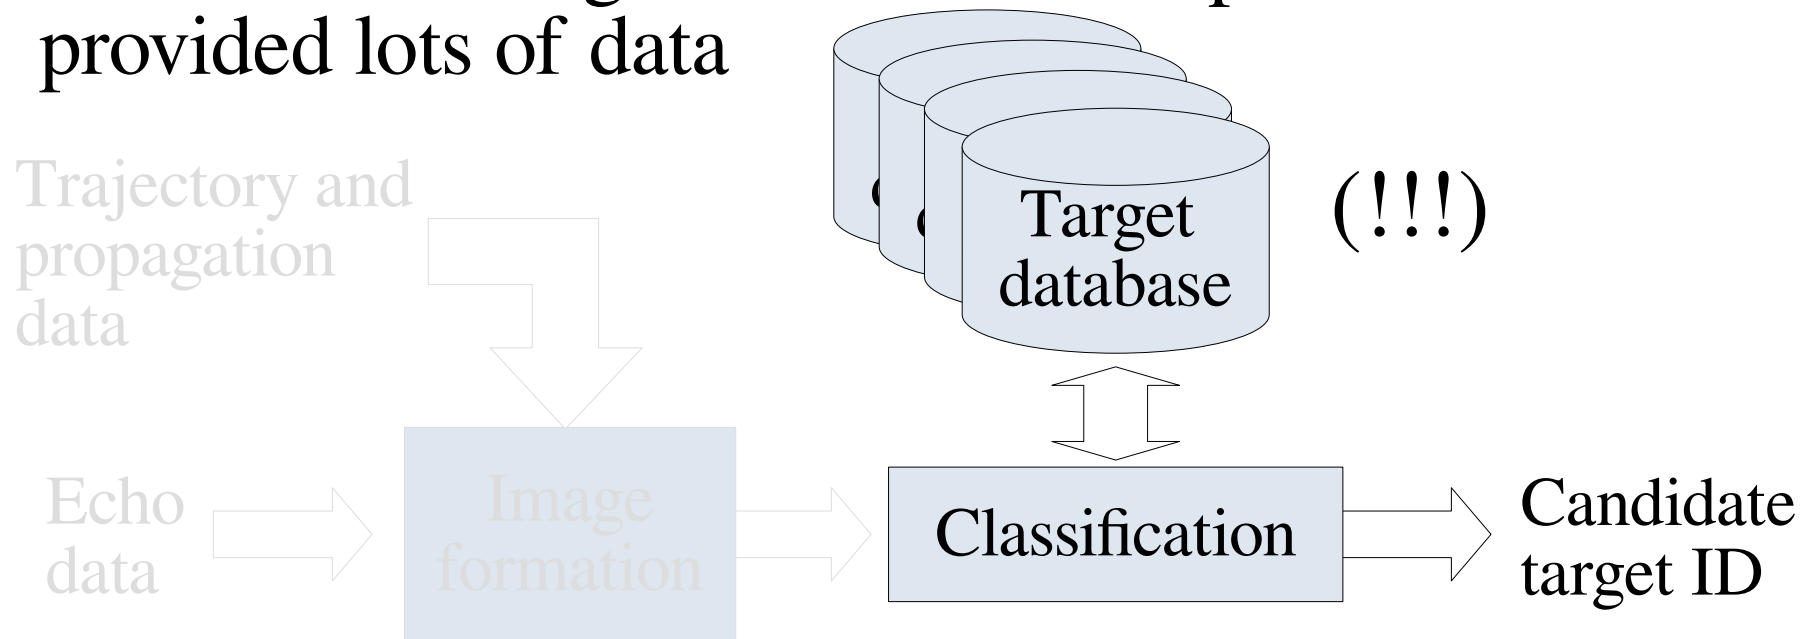 provided lots of data
Trajectory and
propagation
data
Target
database
(!!!)
Echo
data
Image
formation
Classification
Candidate
target ID